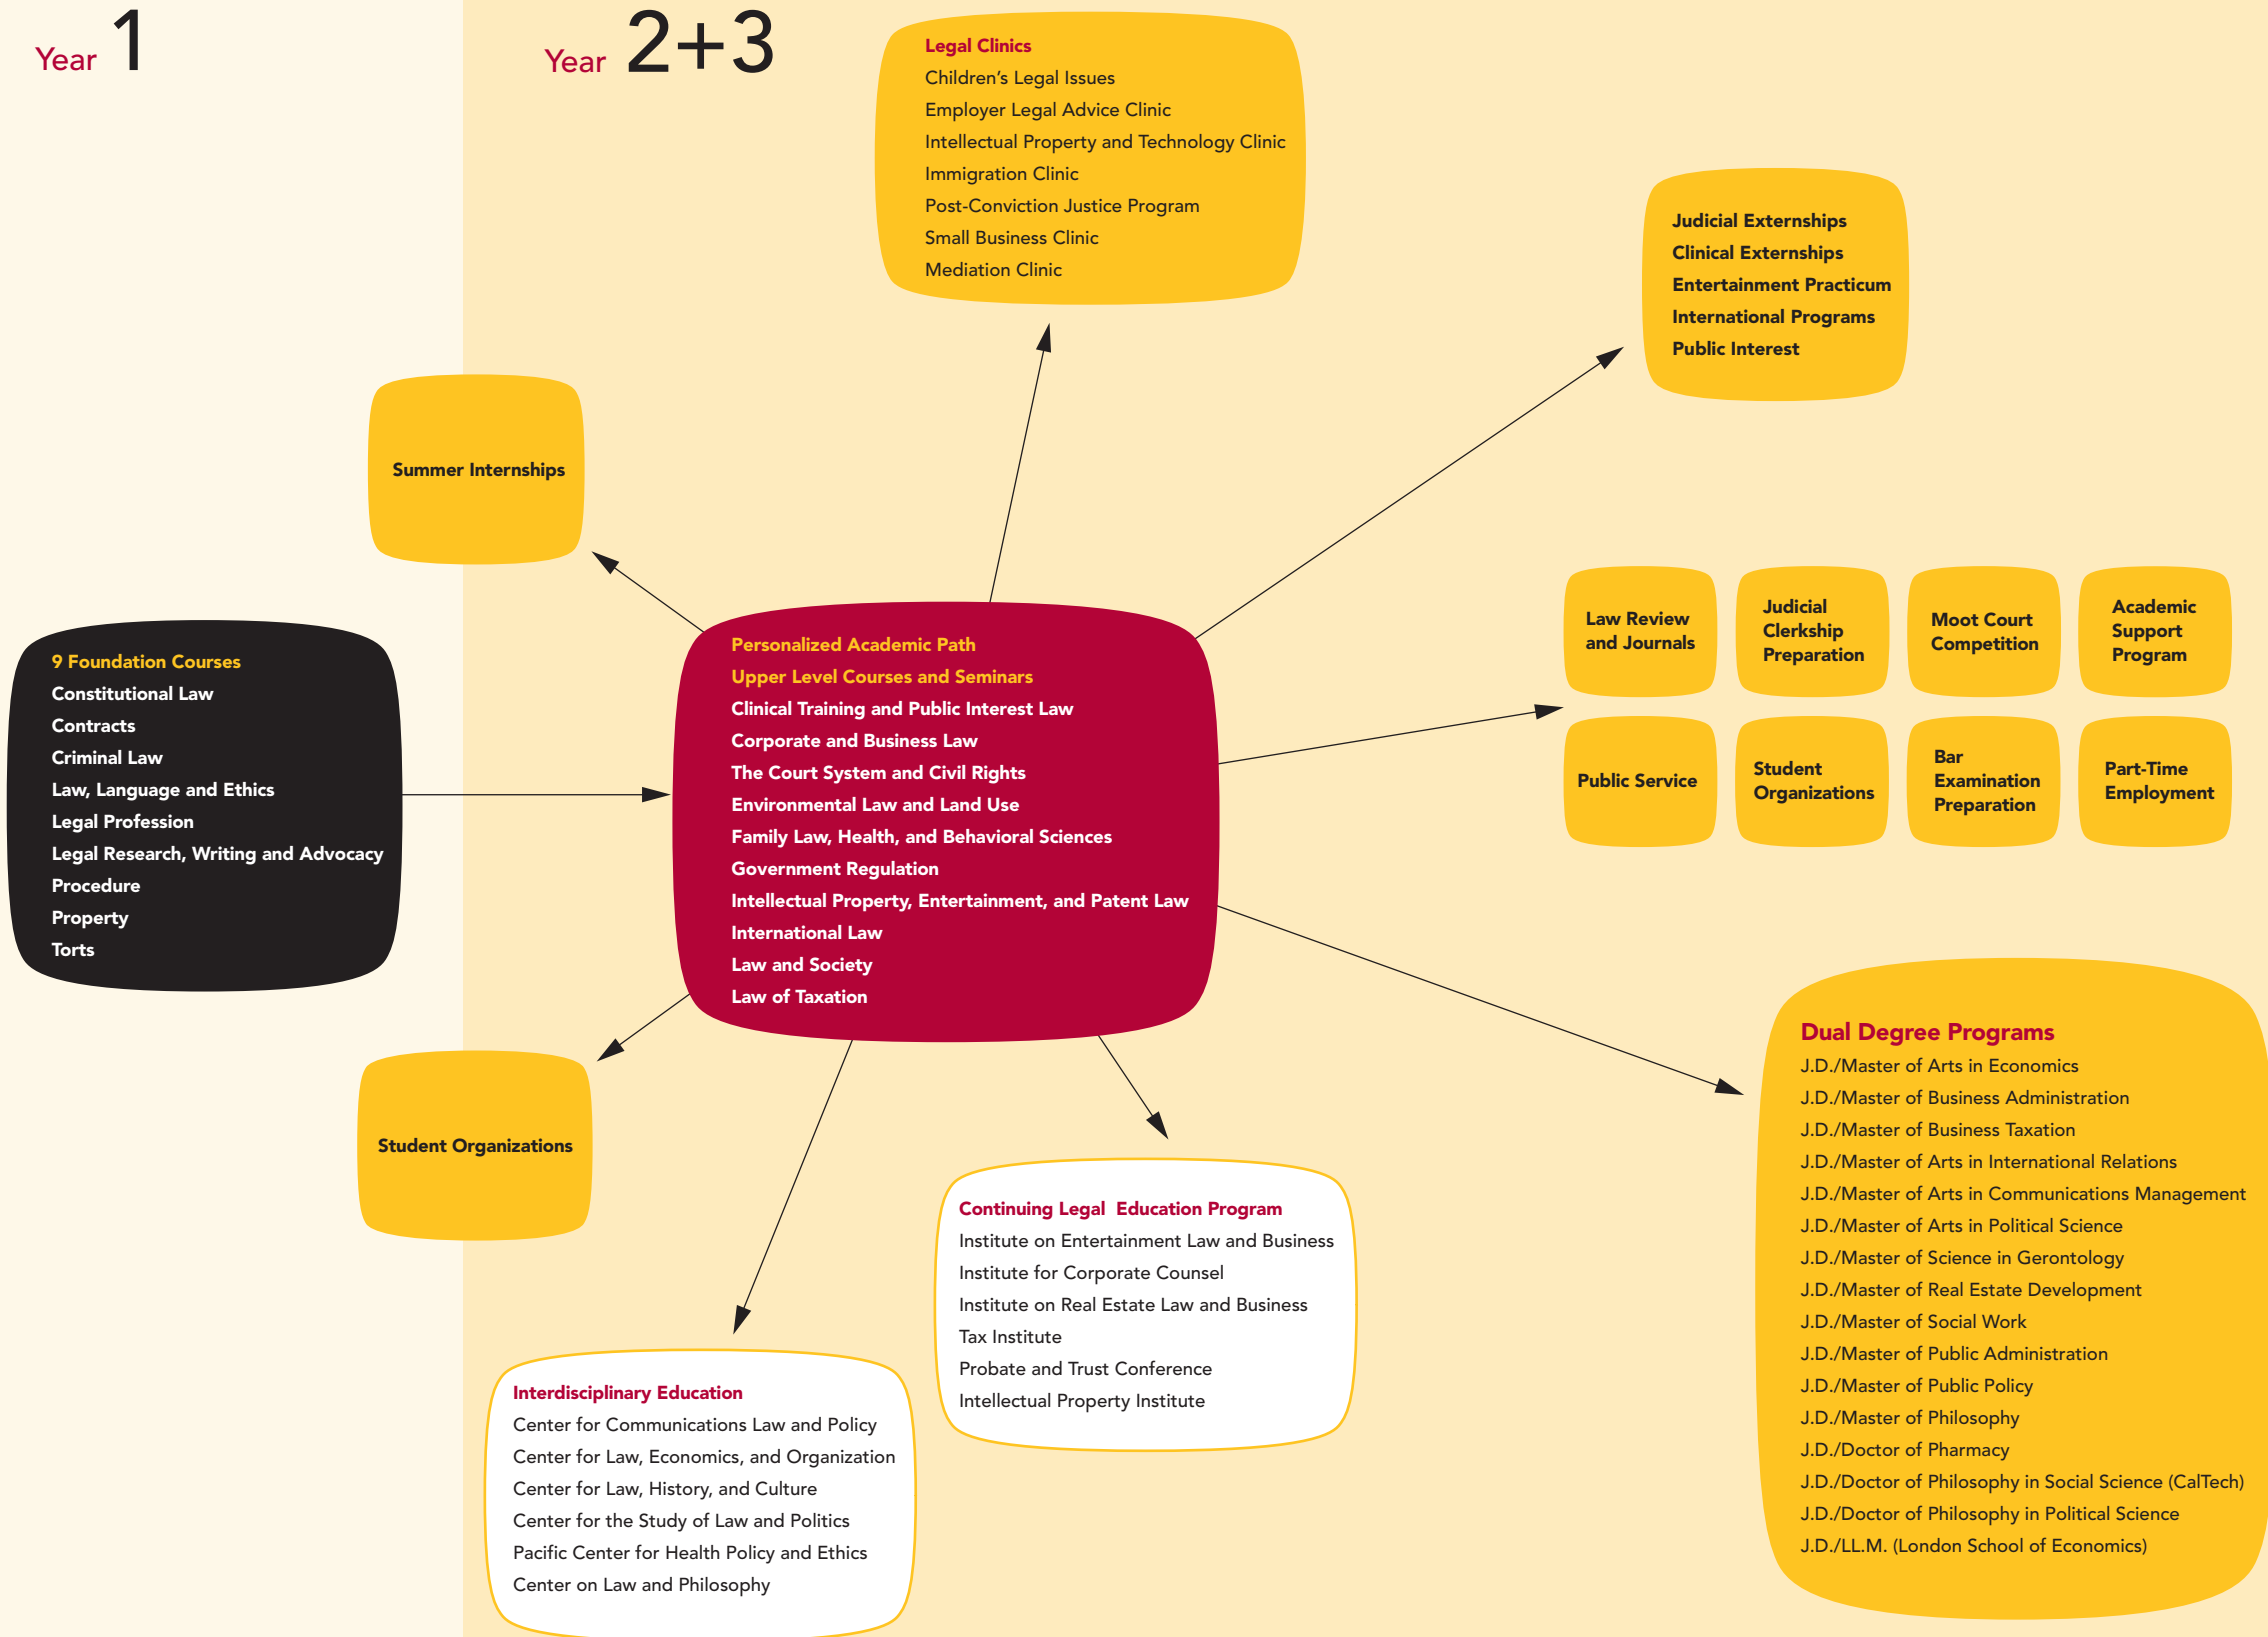 Year 1
Year 2+3
Legal Clinics
Children’s Legal Issues
Employer Legal Advice Clinic
Intellectual Property and Technology Clinic
Immigration Clinic
Post-Conviction Justice Program
Small Business Clinic
Mediation Clinic
Judicial Externships
Clinical Externships
Entertainment Practicum
International Programs
Public Interest
Summer Internships
9 Foundation Courses
Constitutional Law
Contracts
Criminal Law
Law, Language and Ethics
Legal Profession
Legal Research, Writing and Advocacy
Procedure
Property
Torts
Personalized Academic Path
Upper Level Courses and Seminars
Clinical Training and Public Interest Law
Corporate and Business Law
The Court System and Civil Rights
Environmental Law and Land Use
Family Law, Health, and Behavioral Sciences
Government Regulation
Intellectual Property, Entertainment, and Patent Law
International Law
Law and Society
Law of Taxation
Law Review
and Journals
Judicial
Clerkship
Preparation
Moot Court
Competition
Academic
Support
Program
Public Service
Student
Organizations
Bar
Examination
Preparation
Part-Time
Employment
Student Organizations
Dual Degree Programs
J.D./Master of Arts in Economics
J.D./Master of Business Administration
J.D./Master of Business Taxation
J.D./Master of Arts in International Relations
J.D./Master of Arts in Communications Management
J.D./Master of Arts in Political Science
J.D./Master of Science in Gerontology
J.D./Master of Real Estate Development
J.D./Master of Social Work
J.D./Master of Public Administration
J.D./Master of Public Policy
J.D./Master of Philosophy
J.D./Doctor of Pharmacy
J.D./Doctor of Philosophy in Social Science (CalTech)
J.D./Doctor of Philosophy in Political Science
J.D./LL.M. (London School of Economics)
Continuing Legal  Education Program
Institute on Entertainment Law and Business
Institute for Corporate Counsel
Institute on Real Estate Law and Business
Tax Institute
Probate and Trust Conference
Intellectual Property Institute
Interdisciplinary Education
Center for Communications Law and Policy
Center for Law, Economics, and Organization
Center for Law, History, and Culture
Center for the Study of Law and Politics
Pacific Center for Health Policy and Ethics
Center on Law and Philosophy